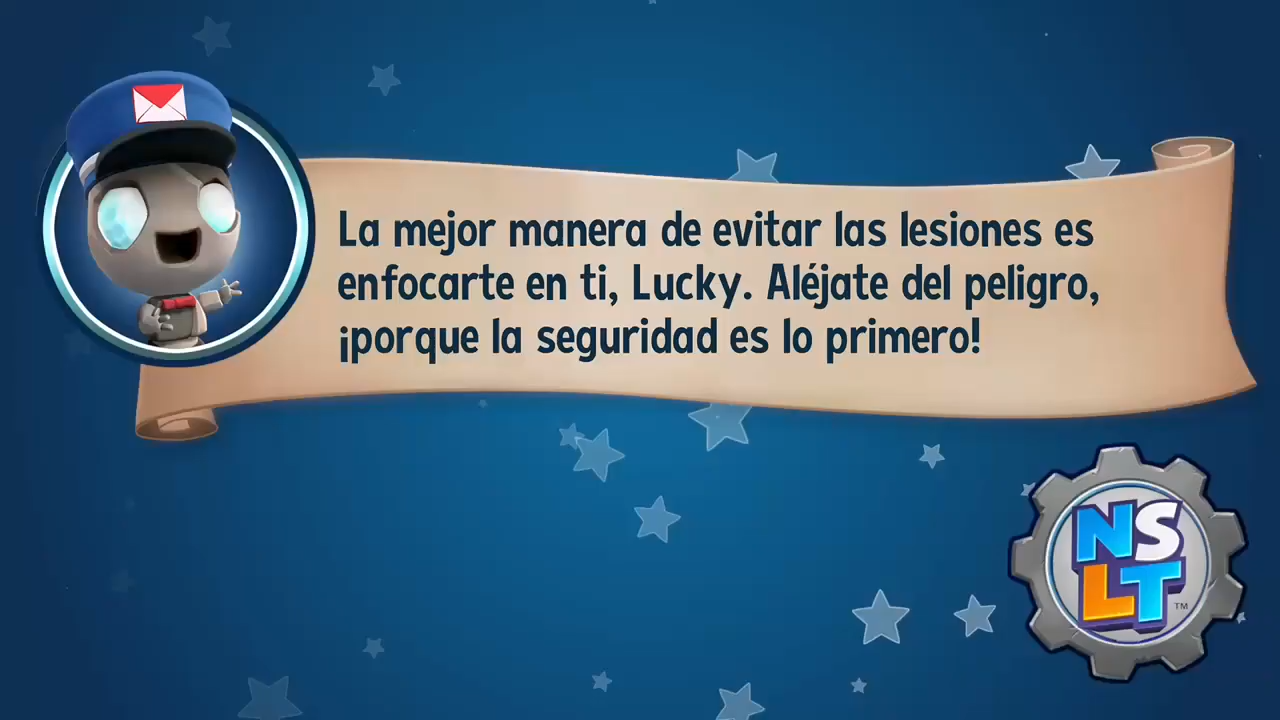 La mejor manera de evitar las lesiones es
enfocarte en ti, Lucky. Aléjate del peligro,
¡porque la seguridad es lo primero!
NS
LT™